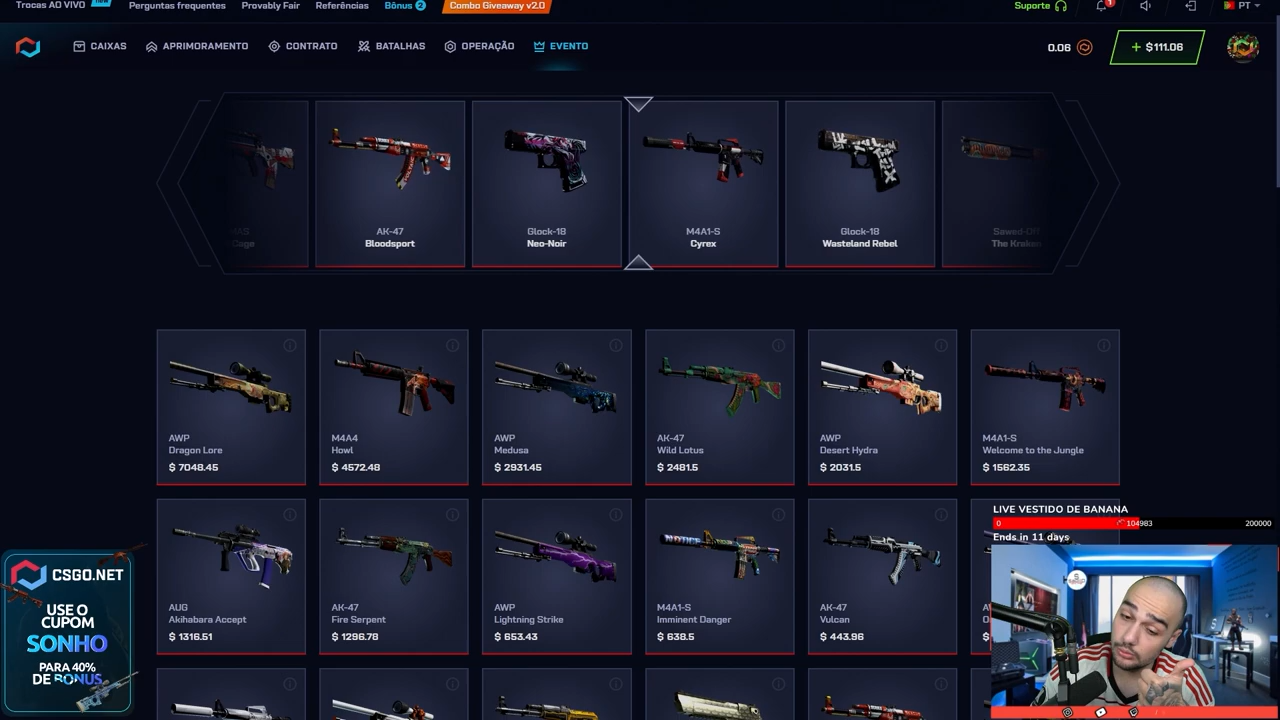 Trocas AO VIVO
Perguntas frequentes
Provably Fair
Referências
Bônus 2
Combo Giveaway v2.0
Suporte
1
PT
CAIXAS
APRIMORAMENTO
CONTRATO
BATALHAS
OPERAÇÃO
EVENTO
0.06
+ $111.06
Cage
AK-47
Bloodsport
Glock-18
Neo-Noir
M4A1-S
Cyrex
Glock-18
Wasteland Rebel
Sawed-Off
The Kraken
AWP
Dragon Lore
$ 7048.45
M4A4
Howl
$ 4572.48
AWP
Medusa
$ 2931.45
AK-47
Wild Lotus
$ 2481.5
AWP
Desert Hydra
$ 2031.5
M4A1-S
Welcome to the Jungle
$ 1562.35
AUG
Akihabara Accept
$ 1316.51
AK-47
Fire Serpent
$ 1296.78
AWP
Lightning Strike
$ 653.43
M4A1-S
Imminent Danger
$ 638.5
AK-47
Vulcan
$ 443.96
LIVE VESTIDO DE BANANA
0
104983
200000
Ends in 11 days
CSGO.NET
USE O
CUPOM
SONHO
PARA 40%
DE BONUS